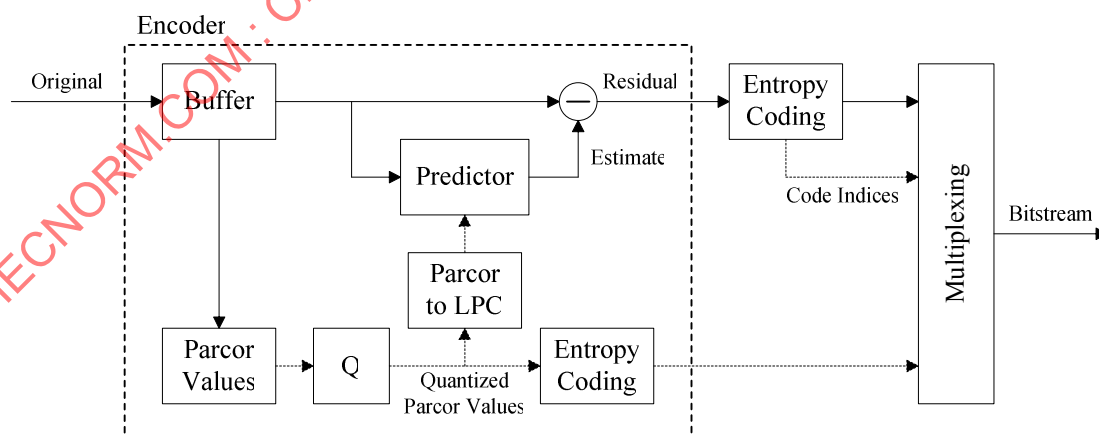 Encoder
Original
Buffer
Residual
Entropy
Coding
Predictor
Estimate
Code Indices
Multiplexing
Bitstream
Parcor
to LPC
Parcor
Values
Q
Quantized
Parcor Values
Entropy
Coding
IECNORM.COM :